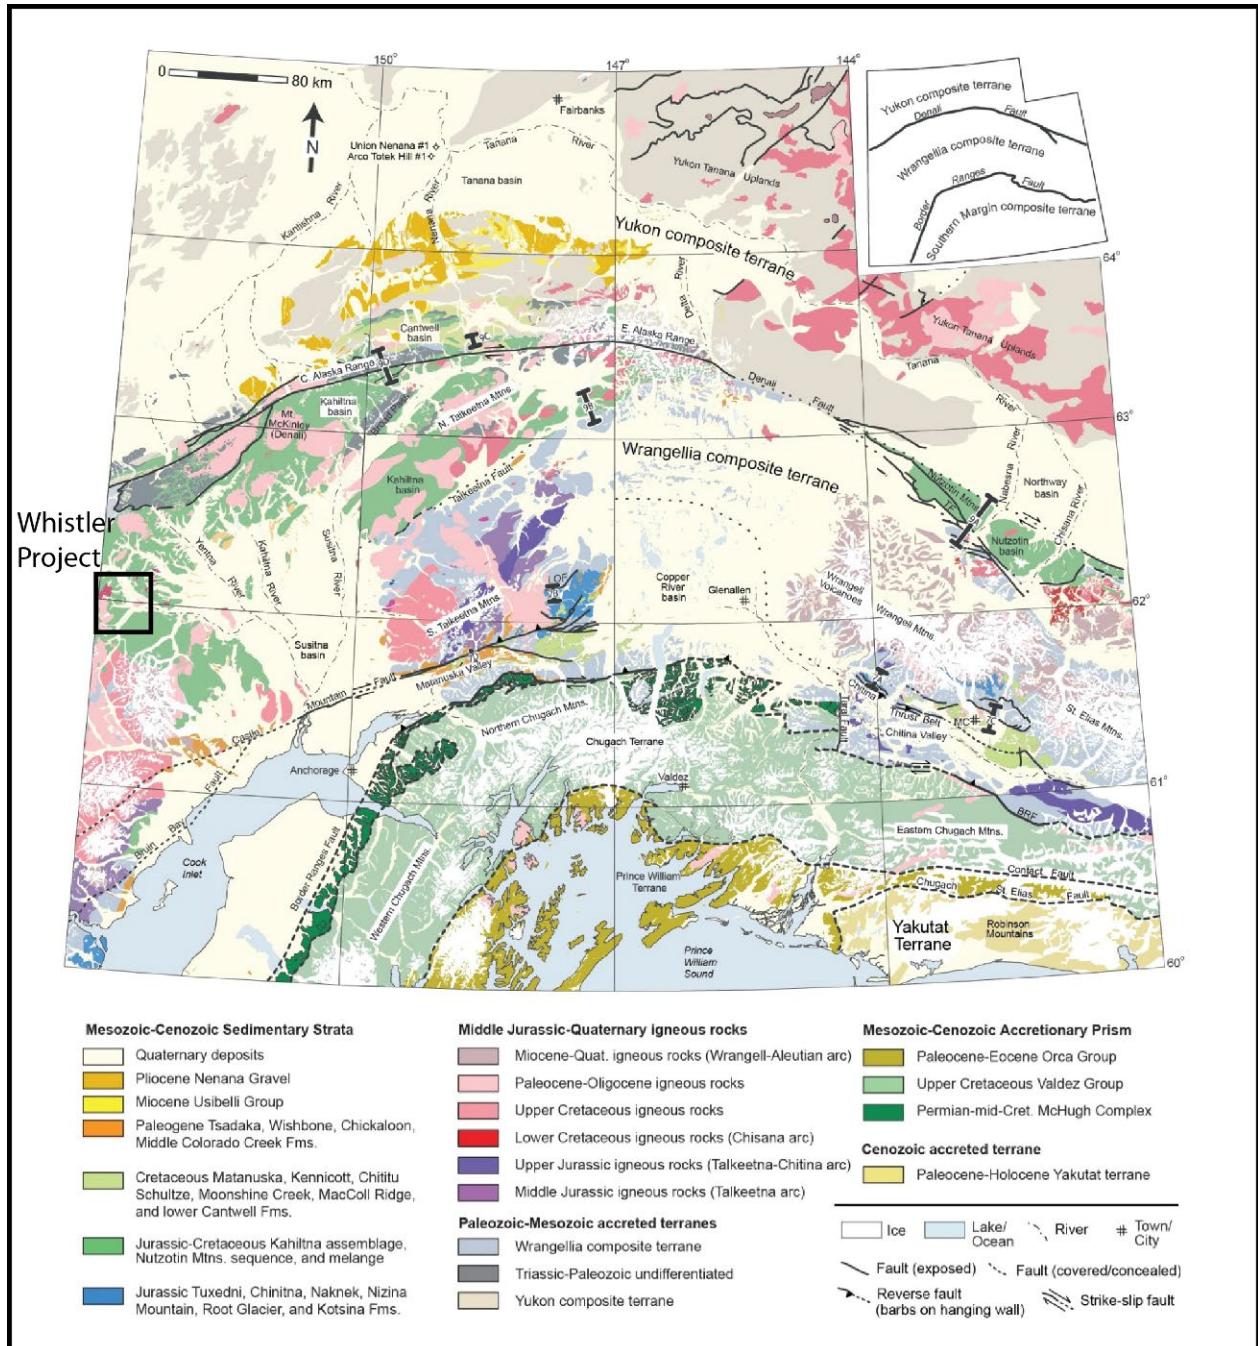 0 80 km
N
150°
147°
144°
Fairbanks
Union Nenana #1
Arco Totek Hill #1
Tanana
River
Tanana basin
Kantishna
River
Nenana River
Yukon Tanana Uplands
Yukon composite terrane
Denali
Fault
Wrangellia composite terrane
Border
Ranges
Fault
Southern Margin composite terrane
64°
Yukon composite terrane
Delta
River
Cantwell
basin
9C
9D
C. Alaska Range
E. Alaska Range
Denali
Fault
Yukon Tanana Uplands
Tanana
River
63°
Kahiltna
basin
Broad Pass
N. Talkeetna Mtns
9B
Mt.
McKinley
(Denali)
Wrangellia composite terrane
Kahiltna
basin
Talkeetna Fault
Nutzotin Mtns
TF
9A
Nabesna
River
Northway
basin
Chisana River
Nutzotin
basin
Whistler
Project
Yentna
River
Kahiltna River
Susitna
River
Copper
River
basin
Glenallen
Wrangell
Volcanoes
Wrangell Mtns.
62°
S. Talkeetna Mtns.
Susitna
basin
Matanuska Valley
Castle
Mountain
Fault
Northern Chugach Mtns.
Chugach Terrane
Chitina
Thrust Belt
MC
7C
St. Elias Mtns.
Taral Fault
Chitina Valley
Anchorage
Valdez
61°
BRF
Bruin
Bay
Fault
Cook
Inlet
Border Ranges Fault
Western Chugach Mtns.
Prince William
Terrane
Eastern Chugach Mtns.
Contact Fault
Chugach
St. Elias
Fault
Yakutat
Terrane
Robinson
Mountains
Prince
William
Sound
60°
Mesozoic-Cenozoic Sedimentary Strata
Quaternary deposits
Pliocene Nenana Gravel
Miocene Usibelli Group
Paleogene Tsadaka, Wishbone, Chickaloon,
Middle Colorado Creek Fms.
Cretaceous Matanuska, Kennicott, Chititu
Schultze, Moonshine Creek, MacColl Ridge,
and lower Cantwell Fms.
Jurassic-Cretaceous Kahiltna assemblage,
Nutzotin Mtns. sequence, and melange
Jurassic Tuxedni, Chinitna, Naknek, Nizina
Mountain, Root Glacier, and Kotsina Fms.
Middle Jurassic-Quaternary igneous rocks
Miocene-Quat. igneous rocks (Wrangell-Aleutian arc)
Paleocene-Oligocene igneous rocks
Upper Cretaceous igneous rocks
Lower Cretaceous igneous rocks (Chisana arc)
Upper Jurassic igneous rocks (Talkeetna-Chitina arc)
Middle Jurassic igneous rocks (Talkeetna arc)
Paleozoic-Mesozoic accreted terranes
Wrangellia composite terrane
Triassic-Paleozoic undifferentiated
Yukon composite terrane
Mesozoic-Cenozoic Accretionary Prism
Paleocene-Eocene Orca Group
Upper Cretaceous Valdez Group
Permian-mid-Cret. McHugh Complex
Cenozoic accreted terrane
Paleocene-Holocene Yakutat terrane
Ice
Lake/
Ocean
River
Town/
City
Fault (exposed)
Fault (covered/concealed)
Reverse fault
(barbs on hanging wall)
Strike-slip fault